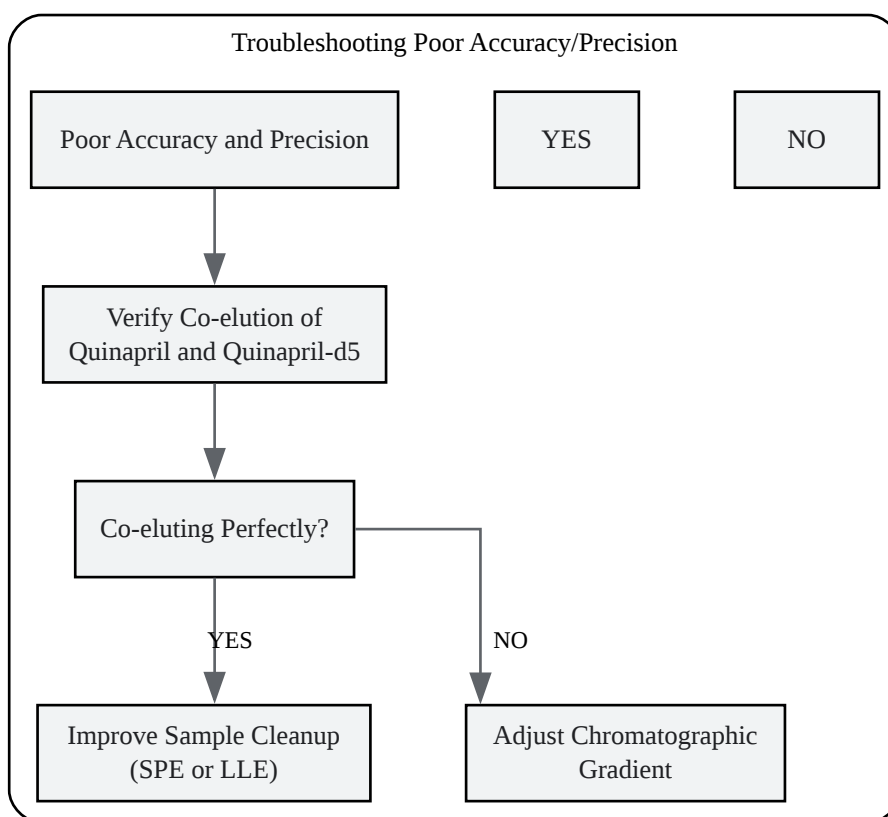 Troubleshooting Poor Accuracy/Precision
Poor Accuracy and Precision
YES
NO
Verify Co-elution of
Quinapril and Quinapril-d5
Co-eluting Perfectly?
YES
NO
Improve Sample Cleanup
(SPE or LLE)
Adjust Chromatographic
Gradient